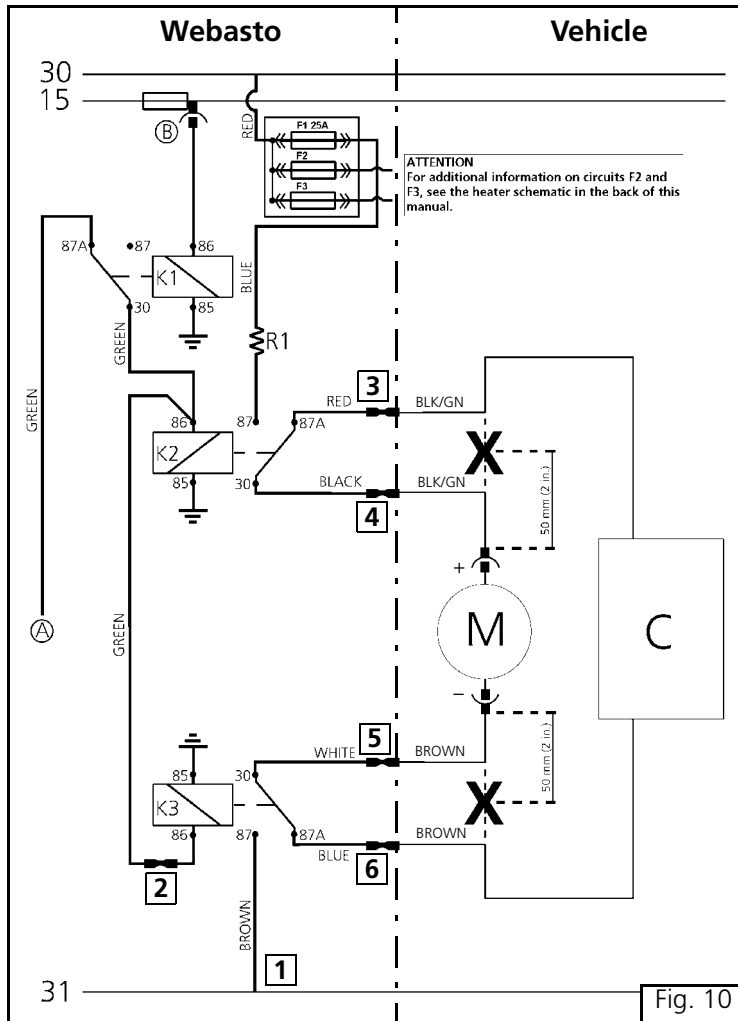 Webasto
Vehicle
30
15
B
RED
F1 25A
F2
F3
ATTENTION
For additional information on circuits F2 and
F3, see the heater schematic in the back of this
manual.
87A
87
86
K1
30
85
BLUE
GREEN
R1
GREEN
86
K2
85
87
87A
30
RED
3
BLK/GN
BLACK
4
BLK/GN
50 mm (2 in.)
+
M
-
C
A
GREEN
50 mm (2 in.)
85
K3
86
30
87
87A
WHITE
5
BROWN
BLUE
6
BROWN
2
BROWN
1
31
Fig. 10